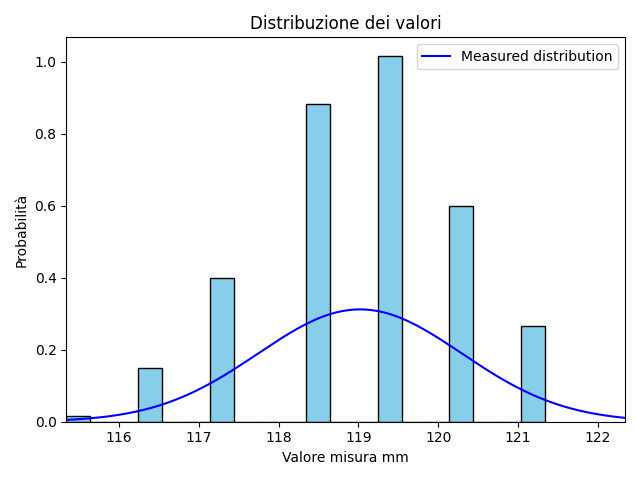 Distribuzione dei valori
Measured distribution
1.0
0.8
0.6
0.4
0.2
0.0
Probabilità
116 117 118 119 120 121 122
Valore misura mm